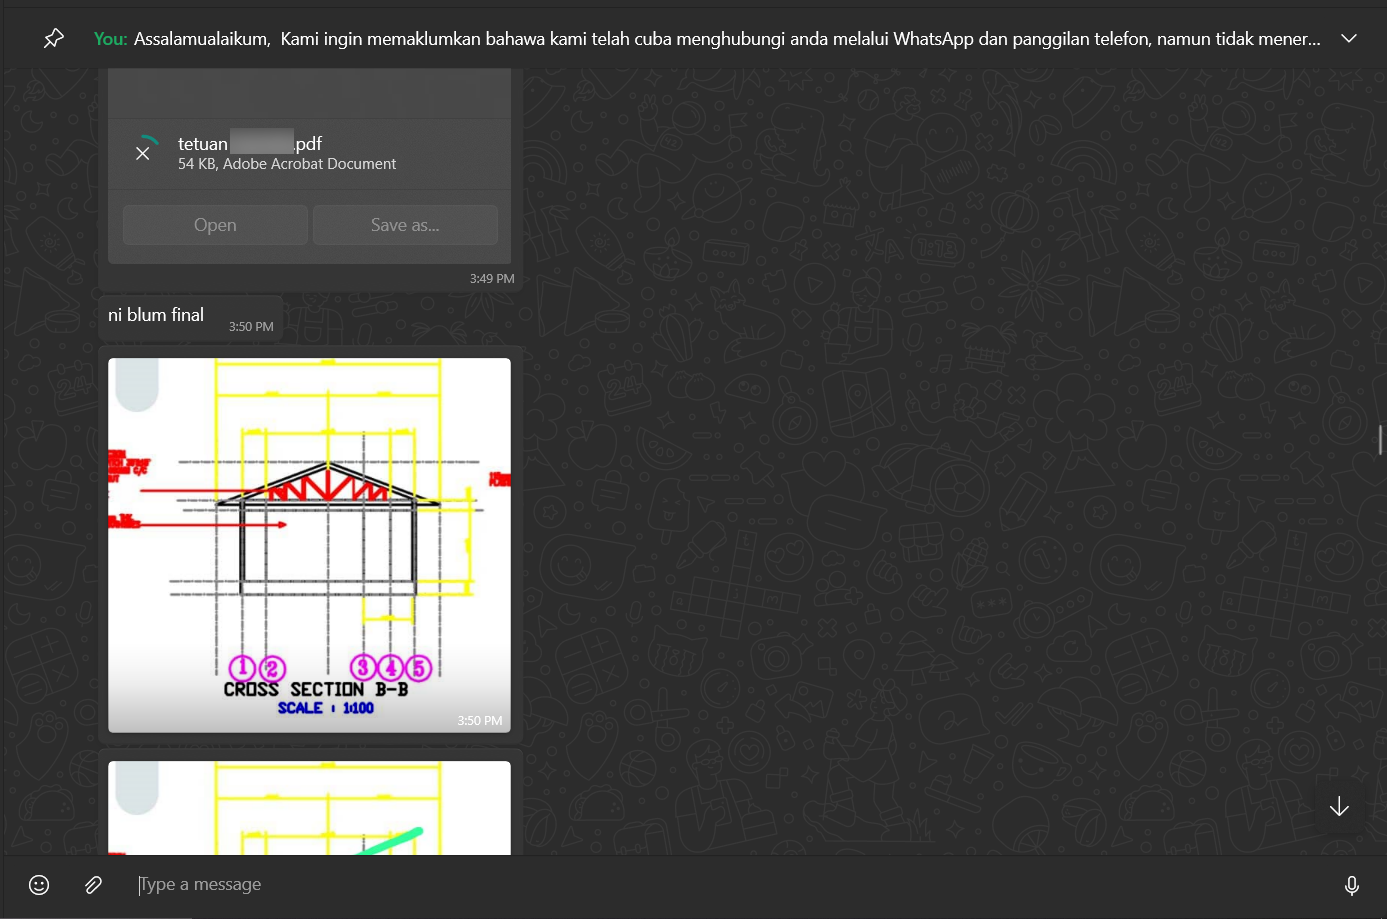 You: Assalamualaikum, Kami ingin memaklumkan bahawa kami telah cuba menghubungi anda melalui WhatsApp dan panggilan telefon, namun tidak mener...
tetuan .pdf
54 KB, Adobe Acrobat Document
Open
Save as...
3:49 PM
ni blum final
3:50 PM
1 2 3 4 5
CROSS SECTION B-B
SCALE : 1:100
3:50 PM
Type a message